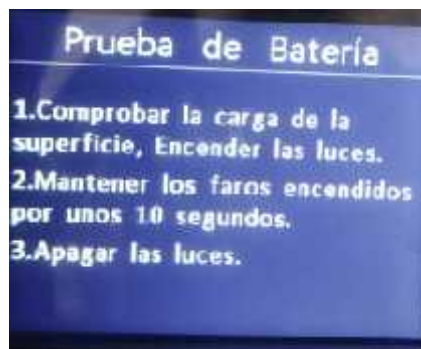 Prueba de Batería
1.Comprobar la carga de la
superficie, Encender las luces.
2.Mantener los faros encendidos
por unos 10 segundos.
3.Apagar las luces.